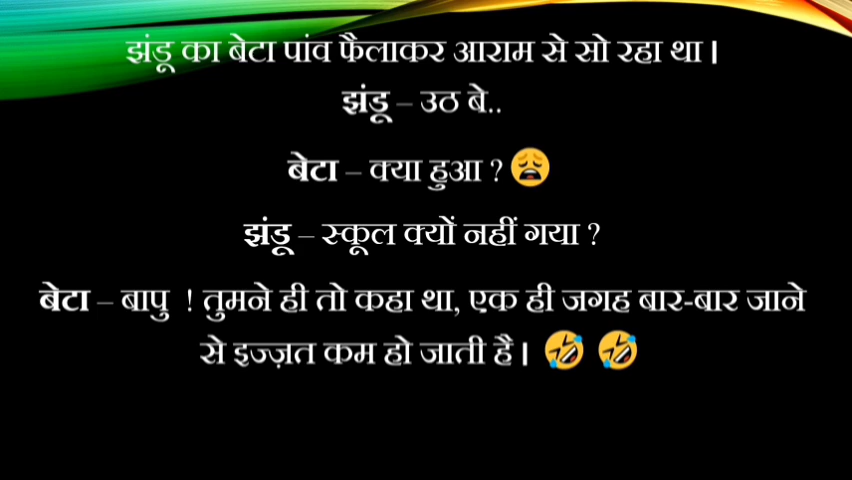 झंडू का बेटा पांव फैलाकर आराम से सो रहा था |
झंडू – उठ बे..
बेटा – क्या हुआ ? 😩
झंडू – स्कूल क्यों नहीं गया ?
बेटा – बापु  ! तुमने ही तो कहा था, एक ही जगह बार-बार जाने
से इज्ज़त कम हो जाती है | 🤣 🤣